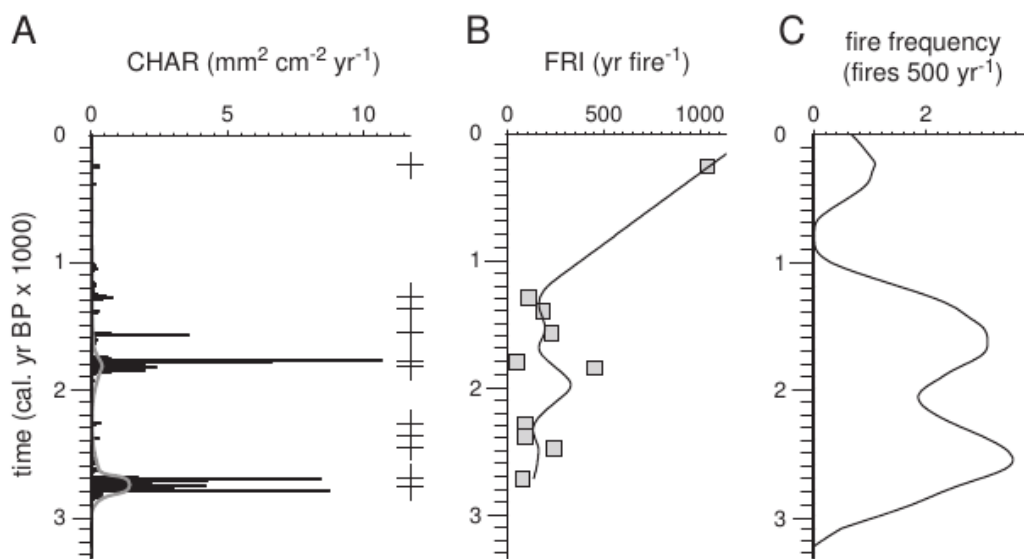 A
CHAR (mm² cm⁻² yr⁻¹)
0 5 10
0
1
2
3
time (cal. yr BP x 1000)
B
FRI (yr fire⁻¹)
0 500 1000
0
1
2
3
C
fire frequency
(fires 500 yr⁻¹)
0 2
0
1
2
3